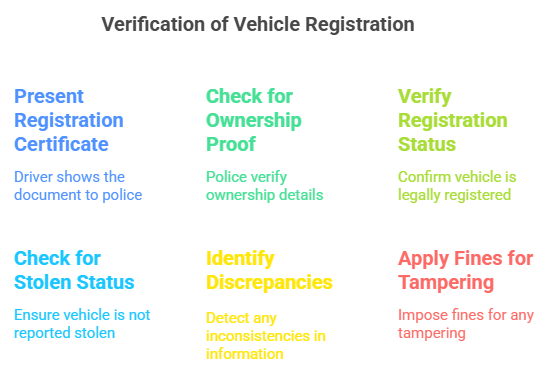 Verification of Vehicle Registration
Present
Registration
Certificate
Driver shows the
document to police
Check for
Ownership
Proof
Police verify
ownership details
Verify
Registration
Status
Confirm vehicle is
legally registered
Check for
Stolen Status
Ensure vehicle is not
reported stolen
Identify
Discrepancies
Detect any
inconsistencies in
information
Apply Fines for
Tampering
Impose fines for any
tampering